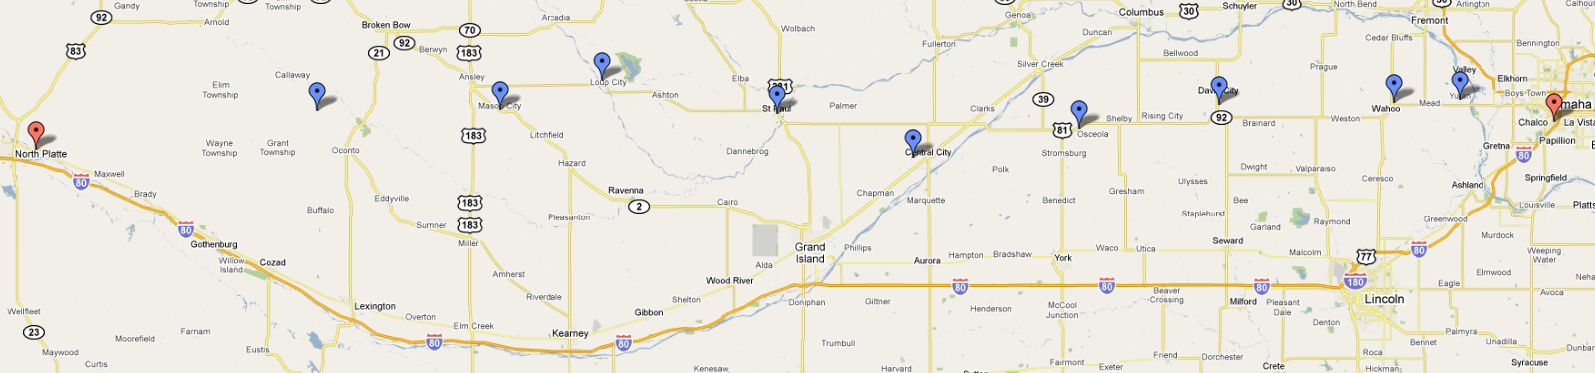 Gandy
Township
Township
Arnold
92
83
Broken Bow
70
92
Berwyn
21
183
Arcadia
Wolbach
Genoa
Columbus
30
Schuyler
30
North Bend
Fremont
Arlington
Duncan
Fullerton
Cedar Bluffs
Bennington
Bellwood
Silver Creek
Elba
Prague
Valley
Elkhorn
Callaway
Ansley
Loup City
Elm
Township
Ashton
Mason City
St Paul
Palmer
Clarks
39
David City
Yutan
Boys Town
Omaha
Wahoo
Mead
Rising City
Shelby
92
Brainard
Weston
Chalco
La Vista
Papillion
81
Osceola
Litchfield
183
North Platte
Wayne
Township
Grant
Township
Oconto
Dannebrog
Central City
Stromsburg
Gretna
80
Hazard
Polk
Dwight
Valparaiso
Maxwell
80
Brady
Ulysses
Ceresco
Ashland
Springfield
Ravenna
Chapman
Gresham
Eddyville
183
2
Cairo
Marquette
Benedict
Bee
Louisville
Platts
Buffalo
Staplehurst
Pleasanton
Garland
Raymond
Greenwood
Sumner
183
80
Murdock
Gothenburg
Miller
Grand
Island
Phillips
Waco
Utica
Seward
Malcolm
77
80
Weeping
Water
Willow
Island
Cozad
Alda
Aurora
Hampton
Bradshaw
York
Amherst
Wood River
80
80
80
180
Elmwood
Eagle
Avoca
Riverdale
Shelton
Doniphan
Giltner
Henderson
McCool
Junction
Beaver
Crossing
Milford
Pleasant
Dale
Lincoln
Lexington
Overton
Wellfleet
Gibbon
Denton
Elm Creek
23
Farnam
Kearney
Palmyra
Moorefield
80
80
Trumbull
Bennet
Unadilla
Dunbar
Maywood
Eustis
Roca
Curtis
Friend
Dorchester
Fairmont
Exeter
Crete
Hickman
Syracuse
Kenesaw
Harvard